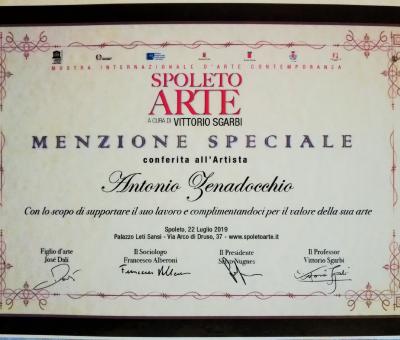 MOSTRA INTERNAZIONALE D'ARTE CONTEMPORANEA
SPOLETO
ARTE
A CURA DI VITTORIO SGARBI
MENZIONE SPECIALE
conferita all'Artista
Antonio Zenadocchio
Con lo scopo di supportare il suo lavoro e complimentandoci per il valore della sua arte
Spoleto, 22 Luglio 2019
Palazzo Leti Sansi - Via Arco di Druso, 37 - www.spoletoarte.it
Figlio d'arte
José Dalì
Il Sociologo
Francesco Alberoni
Il Presidente
Salvo Nugnes
Il Professor
Vittorio Sgarbi